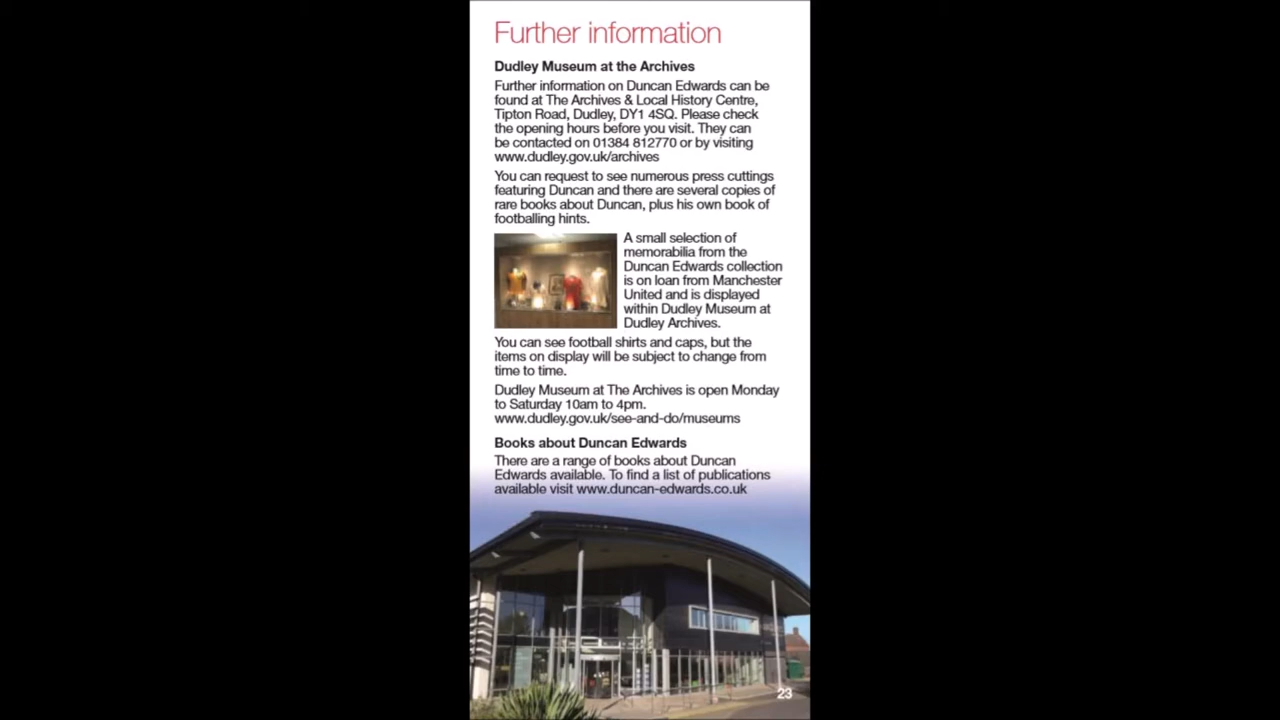 Further information
Dudley Museum at the Archives
Further information on Duncan Edwards can be
found at The Archives & Local History Centre,
Tipton Road, Dudley, DY1 4SQ. Please check
the opening hours before you visit. They can
be contacted on 01384 812770 or by visiting
www.dudley.gov.uk/archives
You can request to see numerous press cuttings
featuring Duncan and there are several copies of
rare books about Duncan, plus his own book of
footballing hints.
A small selection of
memorabilia from the
Duncan Edwards collection
is on loan from Manchester
United and is displayed
within Dudley Museum at
Dudley Archives.
You can see football shirts and caps, but the
items on display will be subject to change from
time to time.
Dudley Museum at The Archives is open Monday
to Saturday 10am to 4pm.
www.dudley.gov.uk/see-and-do/museums
Books about Duncan Edwards
There are a range of books about Duncan
Edwards available. To find a list of publications
available visit www.duncan-edwards.co.uk
23